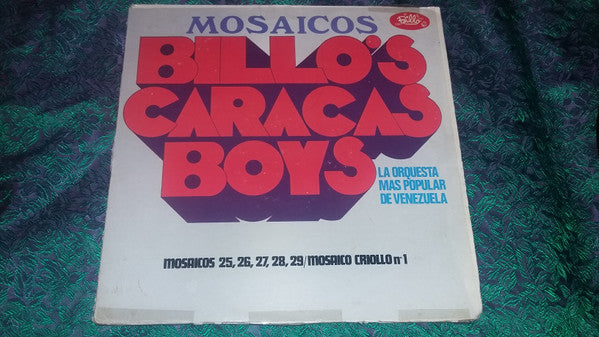 MOSAICOS
Billo
BILLO'S
CARACAS
BOYS
LA ORQUESTA
MAS POPULAR
DE VENEZUELA
MOSAICOS 25, 26, 27, 28, 29/MOSAICO CRIOLLO nº 1